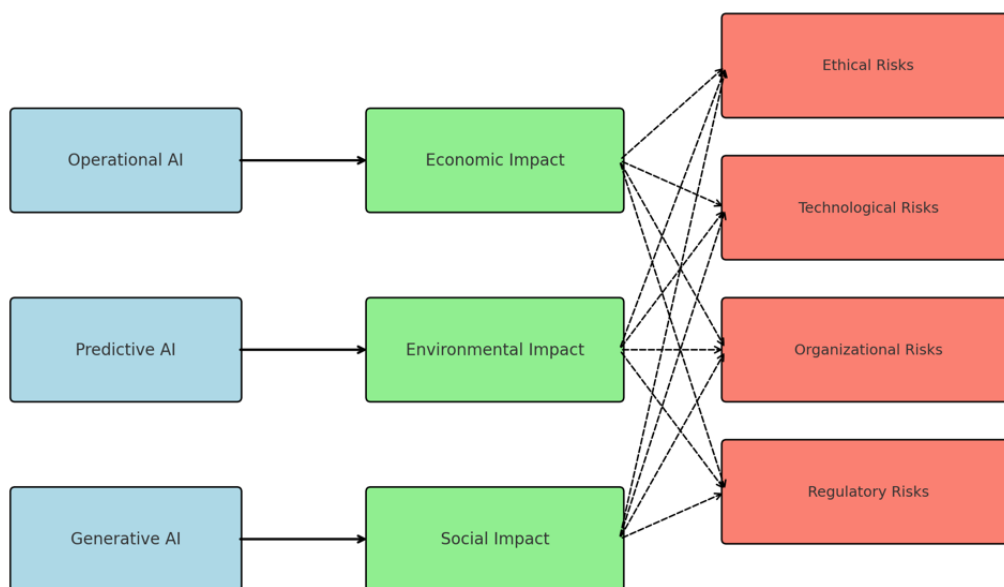 Ethical Risks
Operational AI
Economic Impact
Technological Risks
Predictive AI
Environmental Impact
Organizational Risks
Regulatory Risks
Generative AI
Social Impact